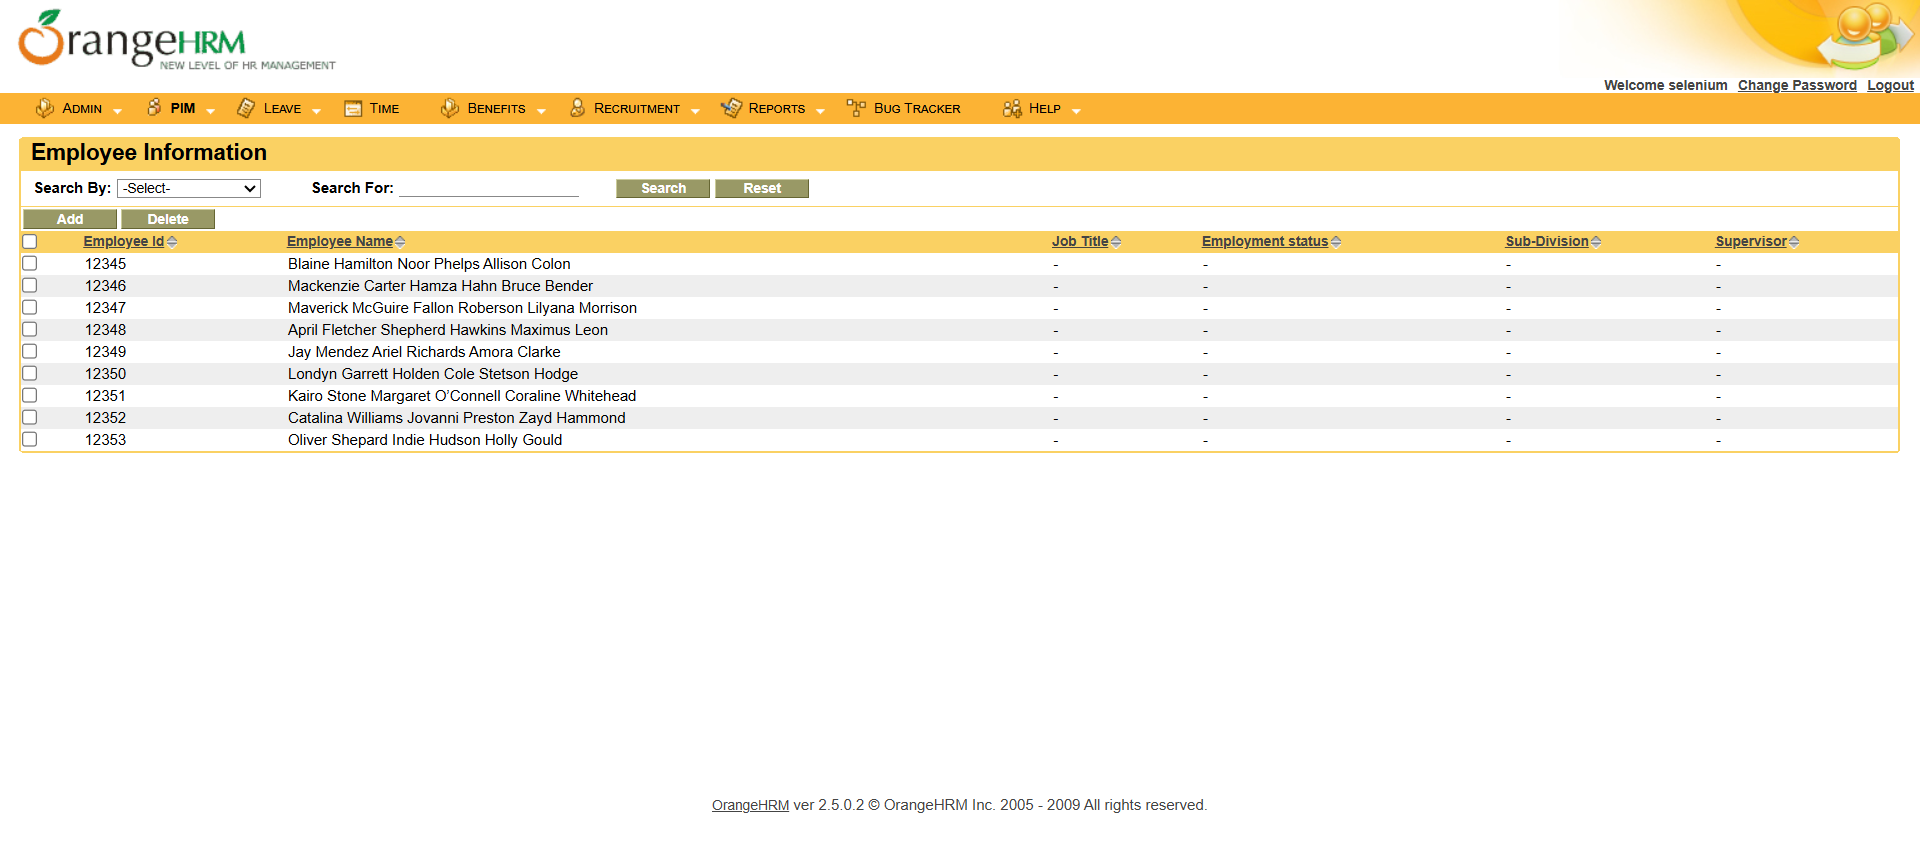 OrangeHRM
NEW LEVEL OF HR MANAGEMENT
Welcome selenium Change Password Logout
ADMIN PIM LEAVE TIME BENEFITS RECRUITMENT REPORTS BUG TRACKER HELP
Employee Information
Search By: -Select- Search For: Search Reset
Add Delete
Employee Id Employee Name Job Title Employment status Sub-Division Supervisor
12345 Blaine Hamilton Noor Phelps Allison Colon - - - -
12346 Mackenzie Carter Hamza Hahn Bruce Bender - - - -
12347 Maverick McGuire Fallon Roberson Lilyana Morrison - - - -
12348 April Fletcher Shepherd Hawkins Maximus Leon - - - -
12349 Jay Mendez Ariel Richards Amora Clarke - - - -
12350 Londyn Garrett Holden Cole Stetson Hodge - - - -
12351 Kairo Stone Margaret O’Connell Coraline Whitehead - - - -
12352 Catalina Williams Jovanni Preston Zayd Hammond - - - -
12353 Oliver Shepard Indie Hudson Holly Gould - - - -
OrangeHRM ver 2.5.0.2 © OrangeHRM Inc. 2005 - 2009 All rights reserved.